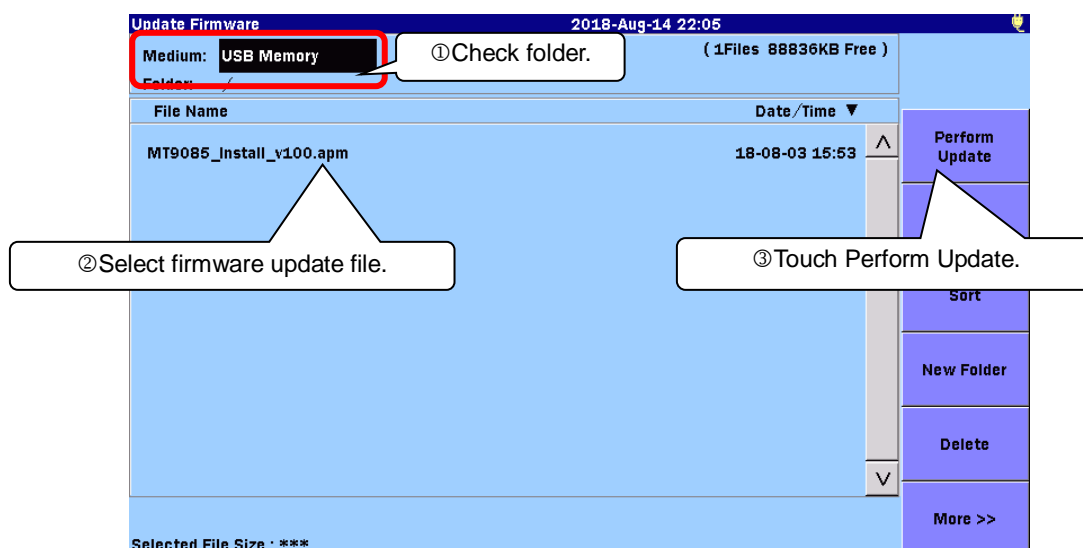 Update Firmware 2018-Aug-14 22:05
Medium: USB Memory (1Files 88836KB Free)
Folder: /
①Check folder.
File Name Date/Time ▼
MT9085_Install_v100.apm 18-08-03 15:53
Perform
Update
②Select firmware update file.
③Touch Perform Update.
Sort
New Folder
Delete
More >>
Selected File Size : ***